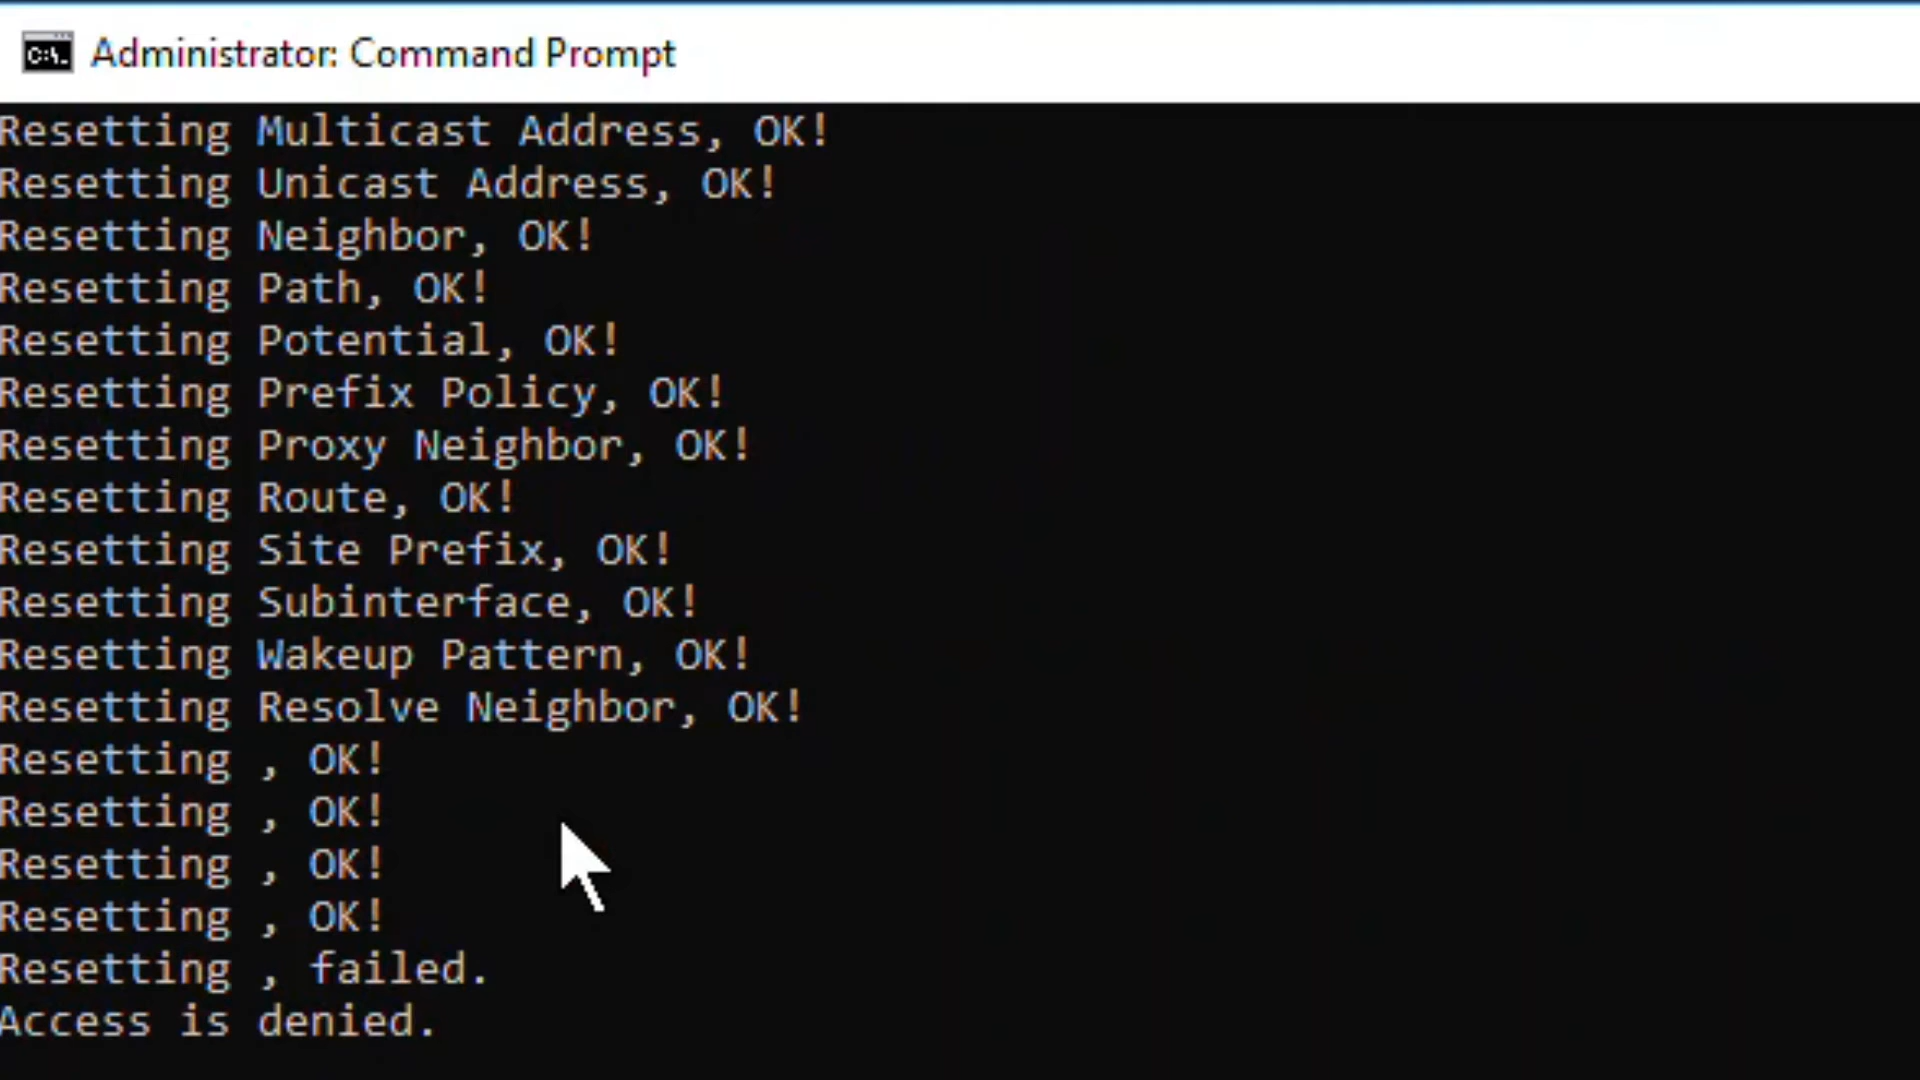 C:\.
Administrator: Command Prompt
Resetting Multicast Address, OK!
Resetting Unicast Address, OK!
Resetting Neighbor, OK!
Resetting Path, OK!
Resetting Potential, OK!
Resetting Prefix Policy, OK!
Resetting Proxy Neighbor, OK!
Resetting Route, OK!
Resetting Site Prefix, OK!
Resetting Subinterface, OK!
Resetting Wakeup Pattern, OK!
Resetting Resolve Neighbor, OK!
Resetting , OK!
Resetting , OK!
Resetting , OK!
Resetting , OK!
Resetting , failed.
Access is denied.